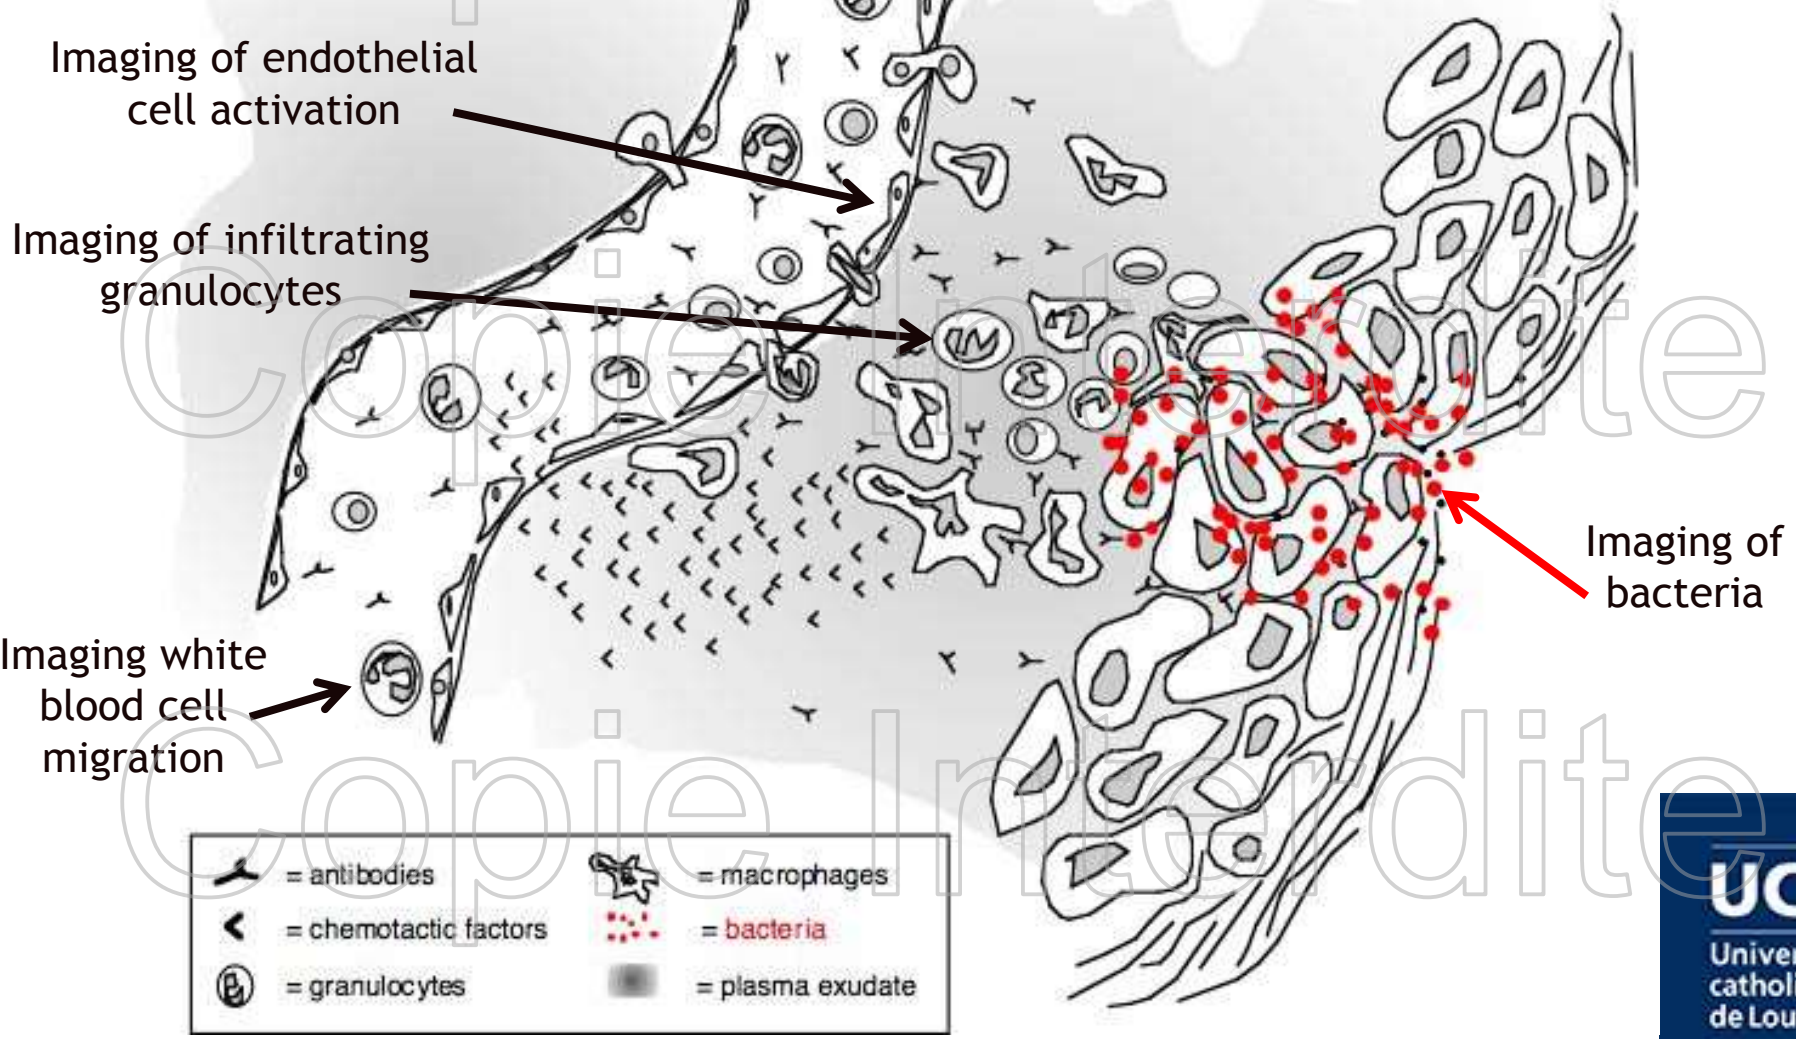 Imaging of endothelial
cell activation
Imaging of infiltrating
granulocytes
Copie Interdite
Imaging of
bacteria
Imaging white
blood cell
migration
Copie Interdite
= antibodies
= chemotactic factors
= granulocytes
= macrophages
= bacteria
= plasma exudate
UC
Univer
catholi
de Lou